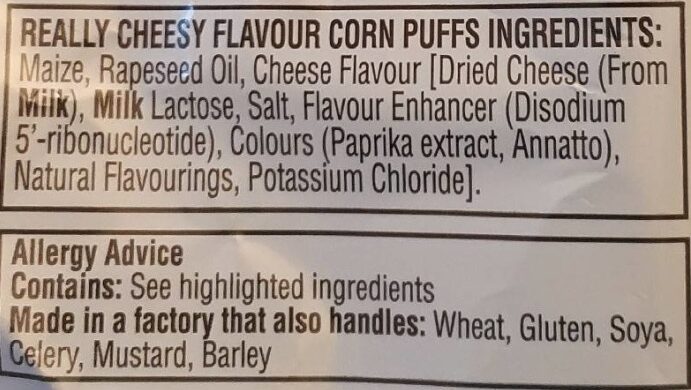 REALLY CHEESY FLAVOUR CORN PUFFS INGREDIENTS:
Maize, Rapeseed Oil, Cheese Flavour [Dried Cheese (From
Milk), Milk Lactose, Salt, Flavour Enhancer (Disodium
5'-ribonucleotide), Colours (Paprika extract, Annatto),
Natural Flavourings, Potassium Chloride].
Allergy Advice
Contains: See highlighted ingredients
Made in a factory that also handles: Wheat, Gluten, Soya,
Celery, Mustard, Barley